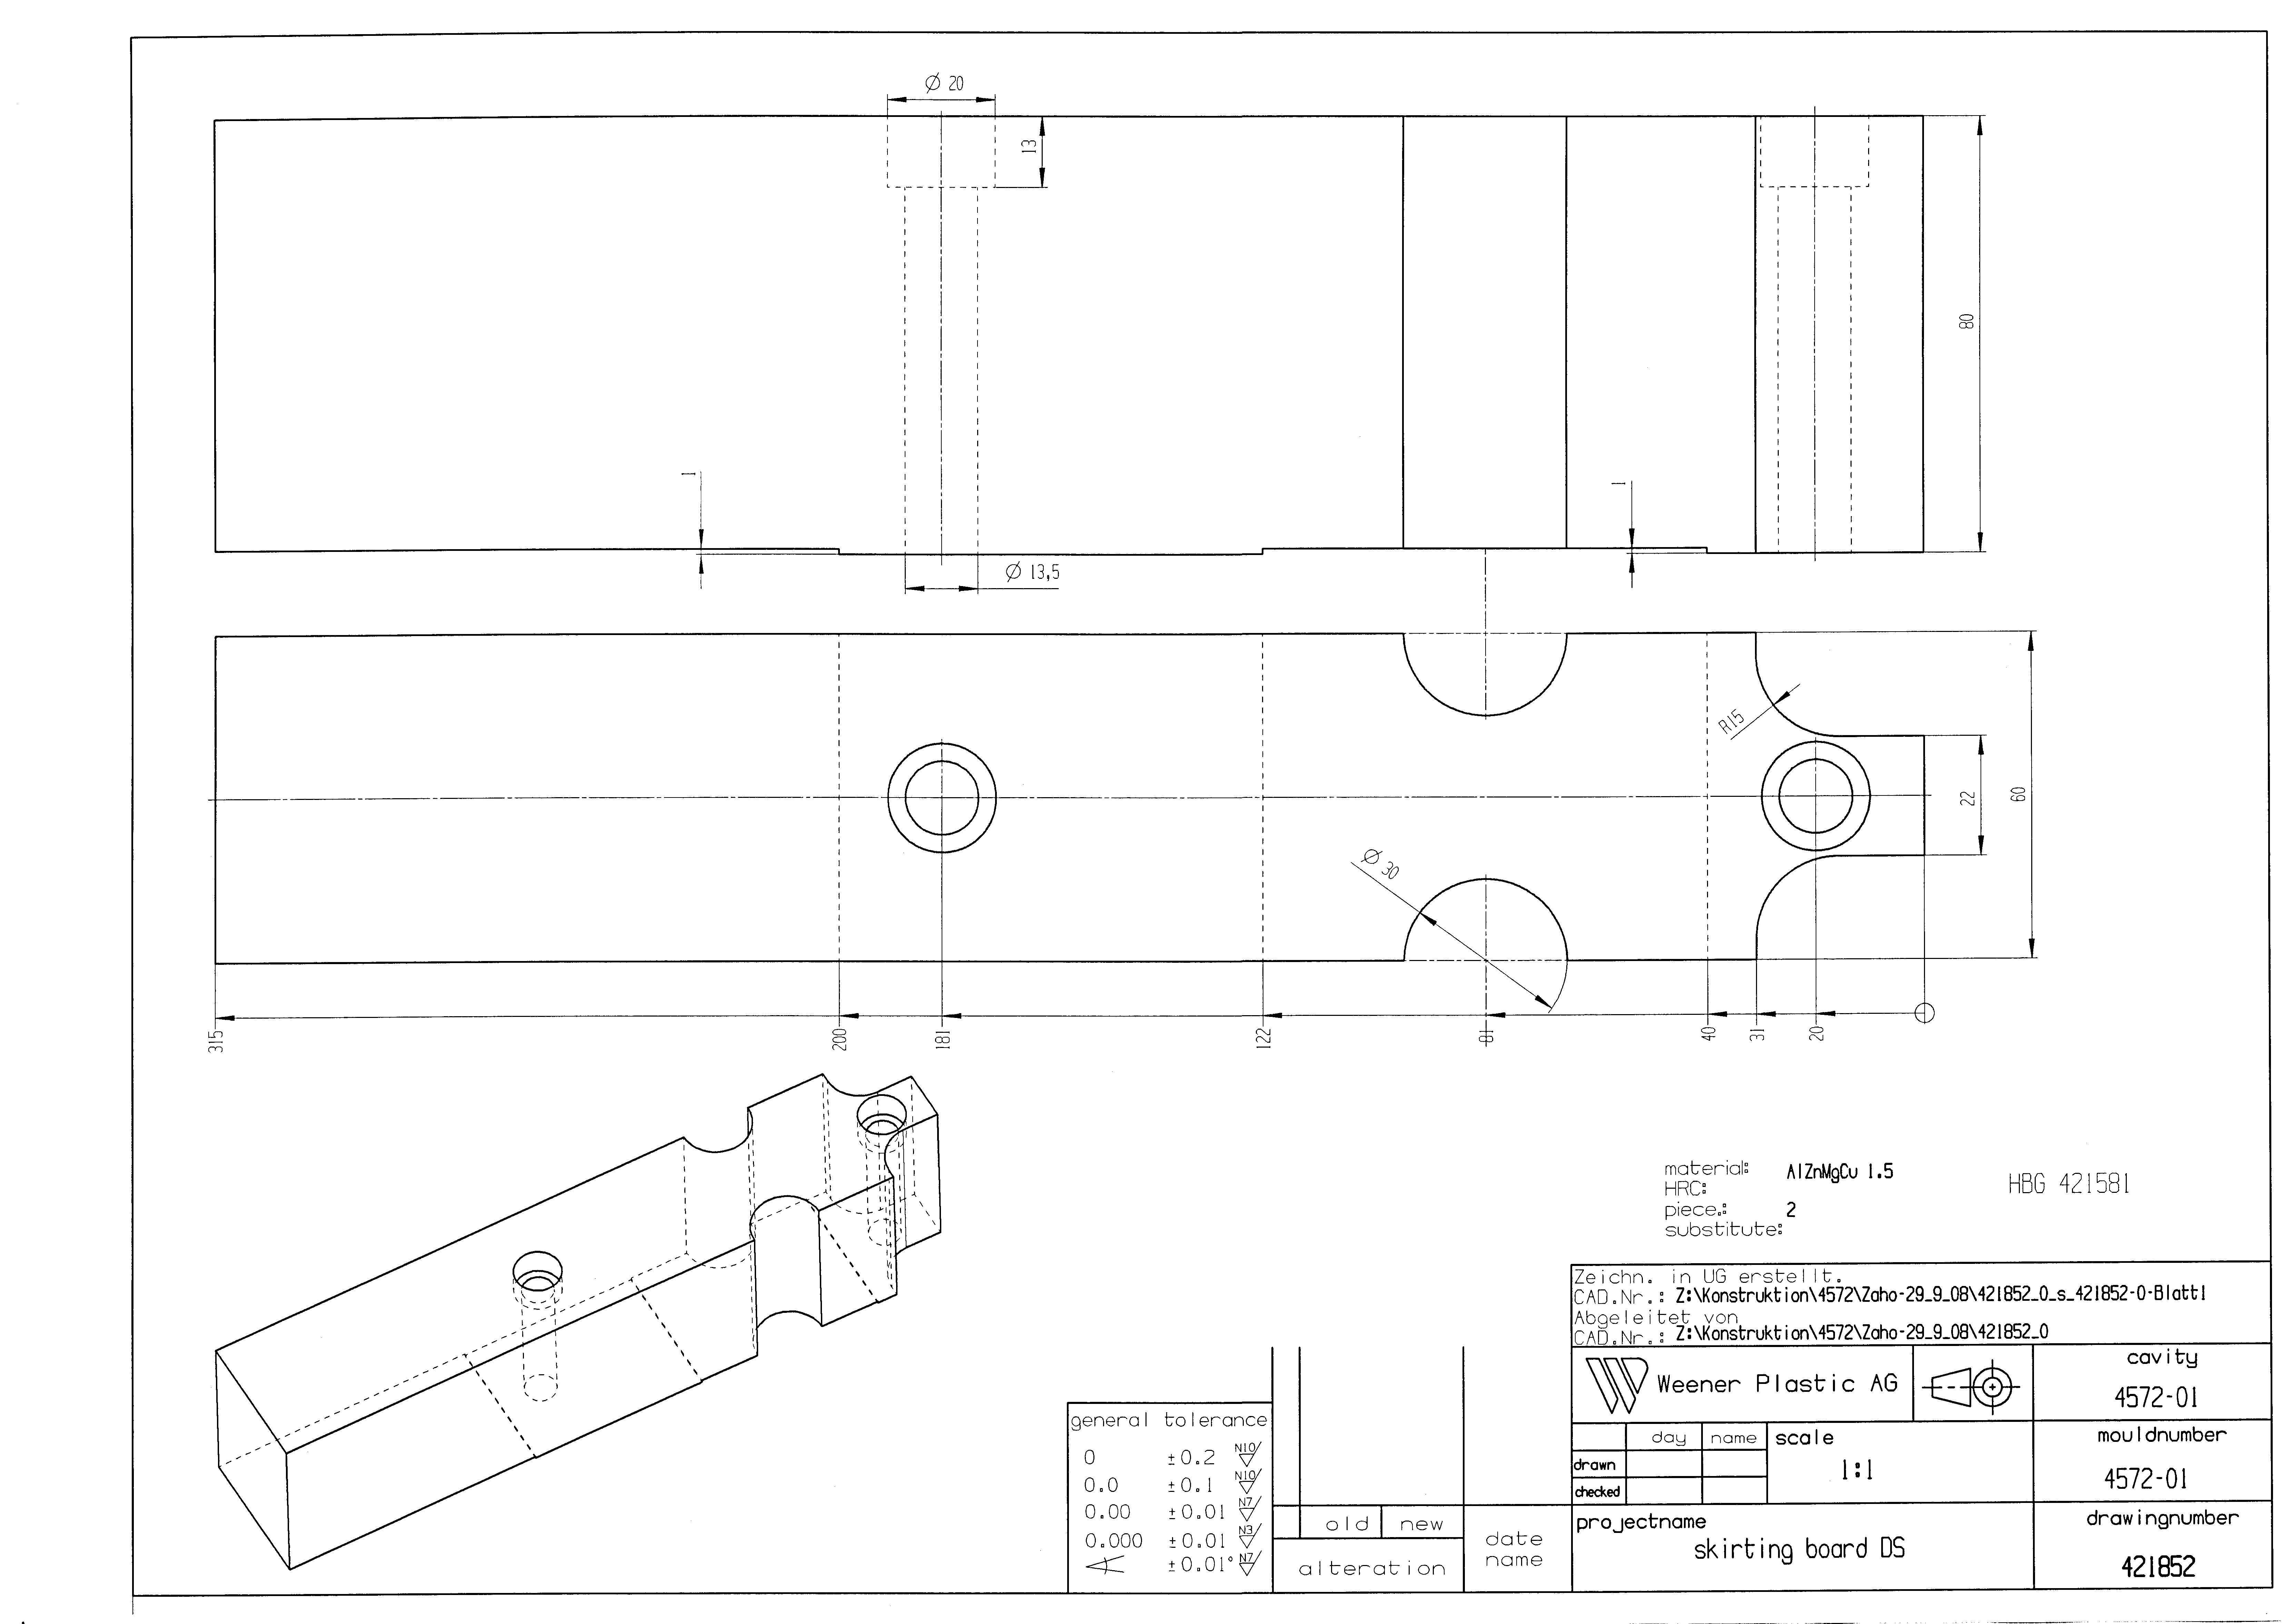 Ø 20
13
80
1
1
Ø 13,5
R15
22
60
Ø 30
315
200
181
122
81
40
31
20
material: AlZnMgCu 1.5
HRC:
piece.: 2
substitute:
HBG 421581
Zeichn. in UG erstellt.
CAD.Nr.: Z:\Konstruktion\4572\Zaho-29_9_08\421852_0_s_421852-0-Blatt1
Abgeleitet von
CAD.Nr.: Z:\Konstruktion\4572\Zaho-29_9_08\421852_0
Weener Plastic AG
cavity
4572-01
day name
scale
1:1
drawn
checked
mouldnumber
4572-01
projectname
skirting board DS
drawingnumber
421852
general tolerance
0 ±0.2 N10
0.0 ±0.1 N10
0.00 ±0.01 N7
0.000 ±0.01 N3
±0.01° N7
old new
alteration
date
name